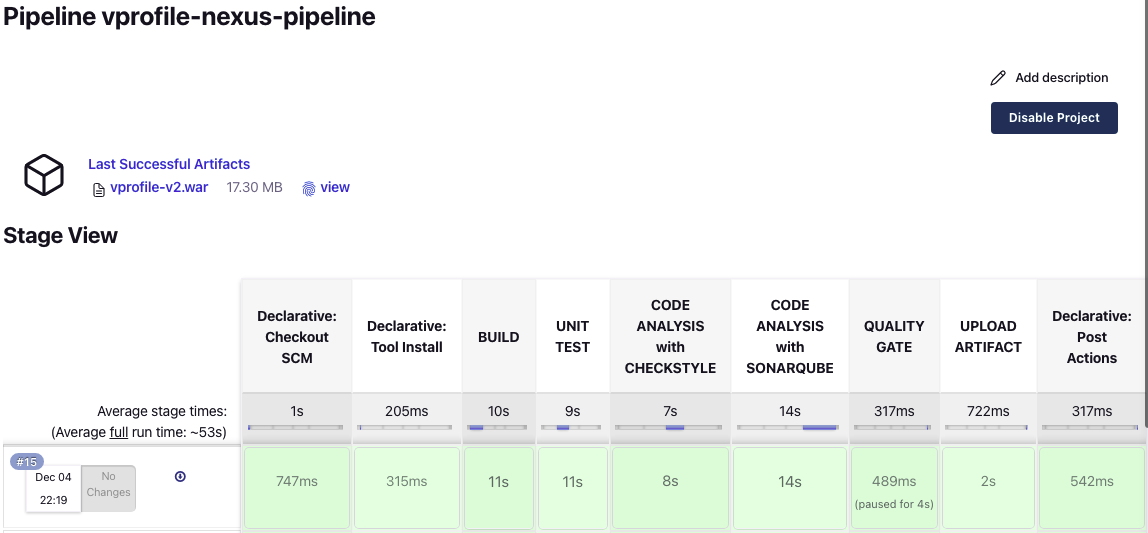 Pipeline vprofile-nexus-pipeline
Add description
Disable Project
Last Successful Artifacts
vprofile-v2.war 17.30 MB view
Stage View
Declarative: Checkout SCM
Declarative: Tool Install
BUILD
UNIT TEST
CODE ANALYSIS with CHECKSTYLE
CODE ANALYSIS with SONARQUBE
QUALITY GATE
UPLOAD ARTIFACT
Declarative: Post Actions
Average stage times:
(Average full run time: ~53s)
1s 205ms 10s 9s 7s 14s 317ms 722ms 317ms
#15
Dec 04
22:19
No
Changes
747ms 315ms 11s 11s 8s 14s 489ms 2s 542ms
(paused for 4s)